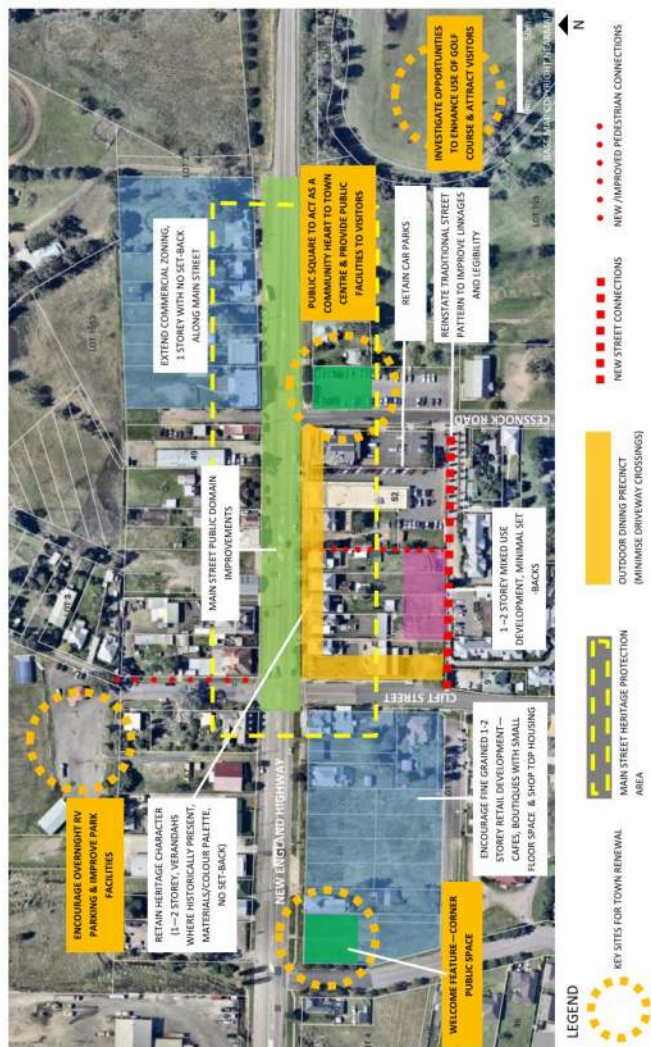 ENCOURAGE OVERNIGHT RV
PARKING & IMPROVE PARK
FACILITIES
RETAIN HERITAGE CHARACTER
(1–2 STOREY, VERANDAHS
WHERE HISTORICALLY PRESENT,
MATERIALS/COLOUR PALETTE,
NO SET-BACK)
MAIN STREET PUBLIC DOMAIN
IMPROVEMENTS
EXTEND COMMERCIAL ZONING,
1 STOREY WITH NO SET-BACK
ALONG MAIN STREET
LOT 3
49
NEW ENGLAND HIGHWAY
PUBLIC SQUARE TO ACT AS A
COMMUNITY HEART TO TOWN
CENTRE & PROVIDE PUBLIC
FACILITIES TO VISITORS
INVESTIGATE OPPORTUNITIES
TO ENHANCE USE OF GOLF
COURSE & ATTRACT VISITORS
RETAIN CAR PARKS
REINSTATE TRADITIONAL STREET
PATTERN TO IMPROVE LINKAGES
AND LEGIBILITY
52
CLIFT STREET
CESSNOCK ROAD
WELCOME FEATURE—CORNER
PUBLIC SPACE
ENCOURAGE FINE GRAINED 1-2
STOREY RETAIL DEVELOPMENT—
CAFES, BOUTIQUES WITH SMALL
FLOOR SPACE & SHOP TOP HOUSING
1–2 STOREY MIXED USE
DEVELOPMENT, MINIMAL SET
-BACKS
N
LEGEND
KEY SITES FOR TOWN RENEWAL
MAIN STREET HERITAGE PROTECTION
AREA
OUTDOOR DINING PRECINCT
(MINIMISE DRIVEWAY CROSSINGS)
NEW STREET CONNECTIONS
NEW /IMPROVED PEDESTRIAN CONNECTIONS